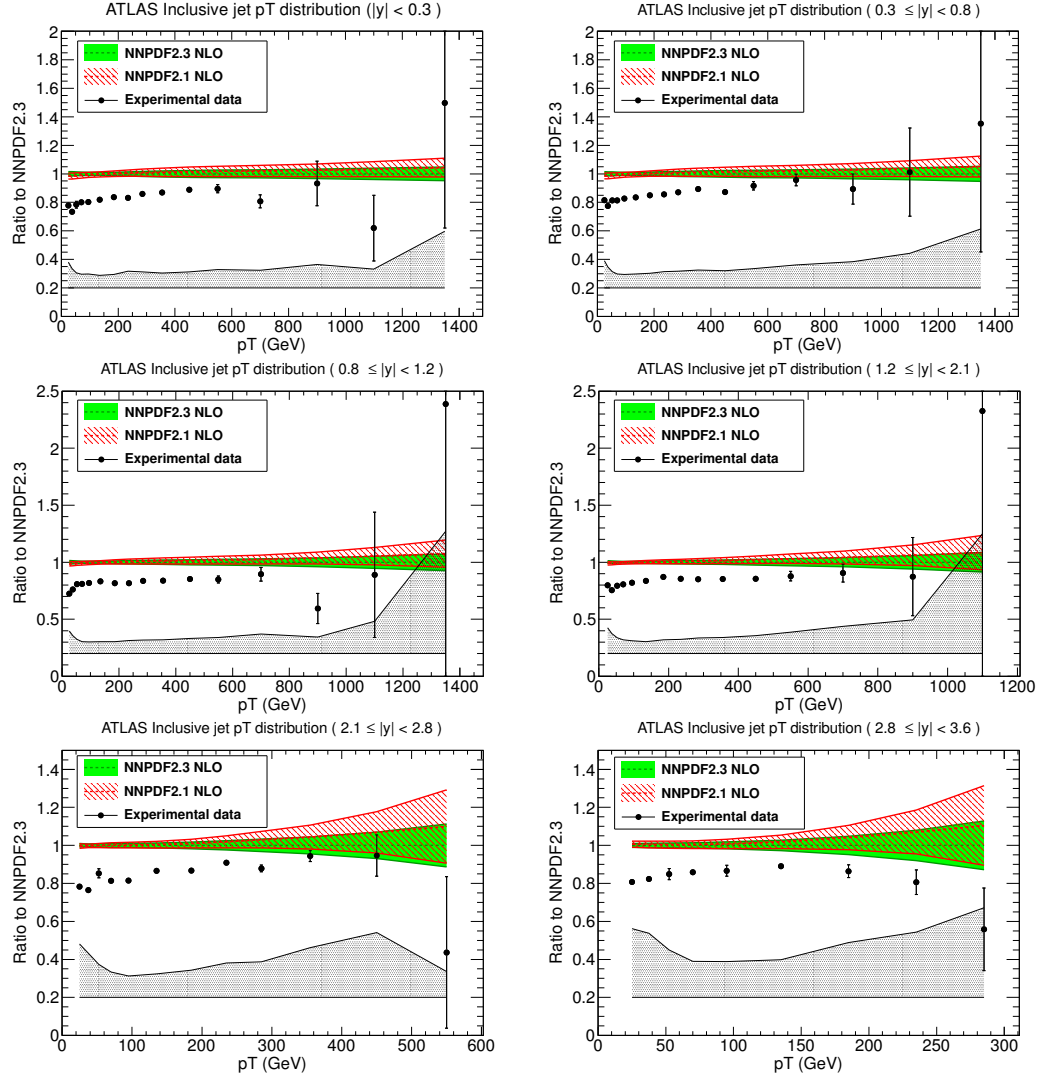 ATLAS Inclusive jet pT distribution (|y| < 0.3)
Ratio to NNPDF2.3
2
1.8
1.6
1.4
1.2
1
0.8
0.6
0.4
0.2
0
NNPDF2.3 NLO
NNPDF2.1 NLO
Experimental data
0 200 400 600 800 1000 1200 1400
pT (GeV)
ATLAS Inclusive jet pT distribution ( 0.3 ≤ |y| < 0.8 )
Ratio to NNPDF2.3
2
1.8
1.6
1.4
1.2
1
0.8
0.6
0.4
0.2
0
NNPDF2.3 NLO
NNPDF2.1 NLO
Experimental data
0 200 400 600 800 1000 1200 1400
pT (GeV)
ATLAS Inclusive jet pT distribution ( 0.8 ≤ |y| < 1.2 )
Ratio to NNPDF2.3
2.5
2
1.5
1
0.5
0
NNPDF2.3 NLO
NNPDF2.1 NLO
Experimental data
0 200 400 600 800 1000 1200 1400
pT (GeV)
ATLAS Inclusive jet pT distribution ( 1.2 ≤ |y| < 2.1 )
Ratio to NNPDF2.3
2.5
2
1.5
1
0.5
0
NNPDF2.3 NLO
NNPDF2.1 NLO
Experimental data
0 200 400 600 800 1000 1200
pT (GeV)
ATLAS Inclusive jet pT distribution ( 2.1 ≤ |y| < 2.8 )
Ratio to NNPDF2.3
1.4
1.2
1
0.8
0.6
0.4
0.2
0
NNPDF2.3 NLO
NNPDF2.1 NLO
Experimental data
0 100 200 300 400 500 600
pT (GeV)
ATLAS Inclusive jet pT distribution ( 2.8 ≤ |y| < 3.6 )
Ratio to NNPDF2.3
1.4
1.2
1
0.8
0.6
0.4
0.2
0
NNPDF2.3 NLO
NNPDF2.1 NLO
Experimental data
0 50 100 150 200 250 300
pT (GeV)